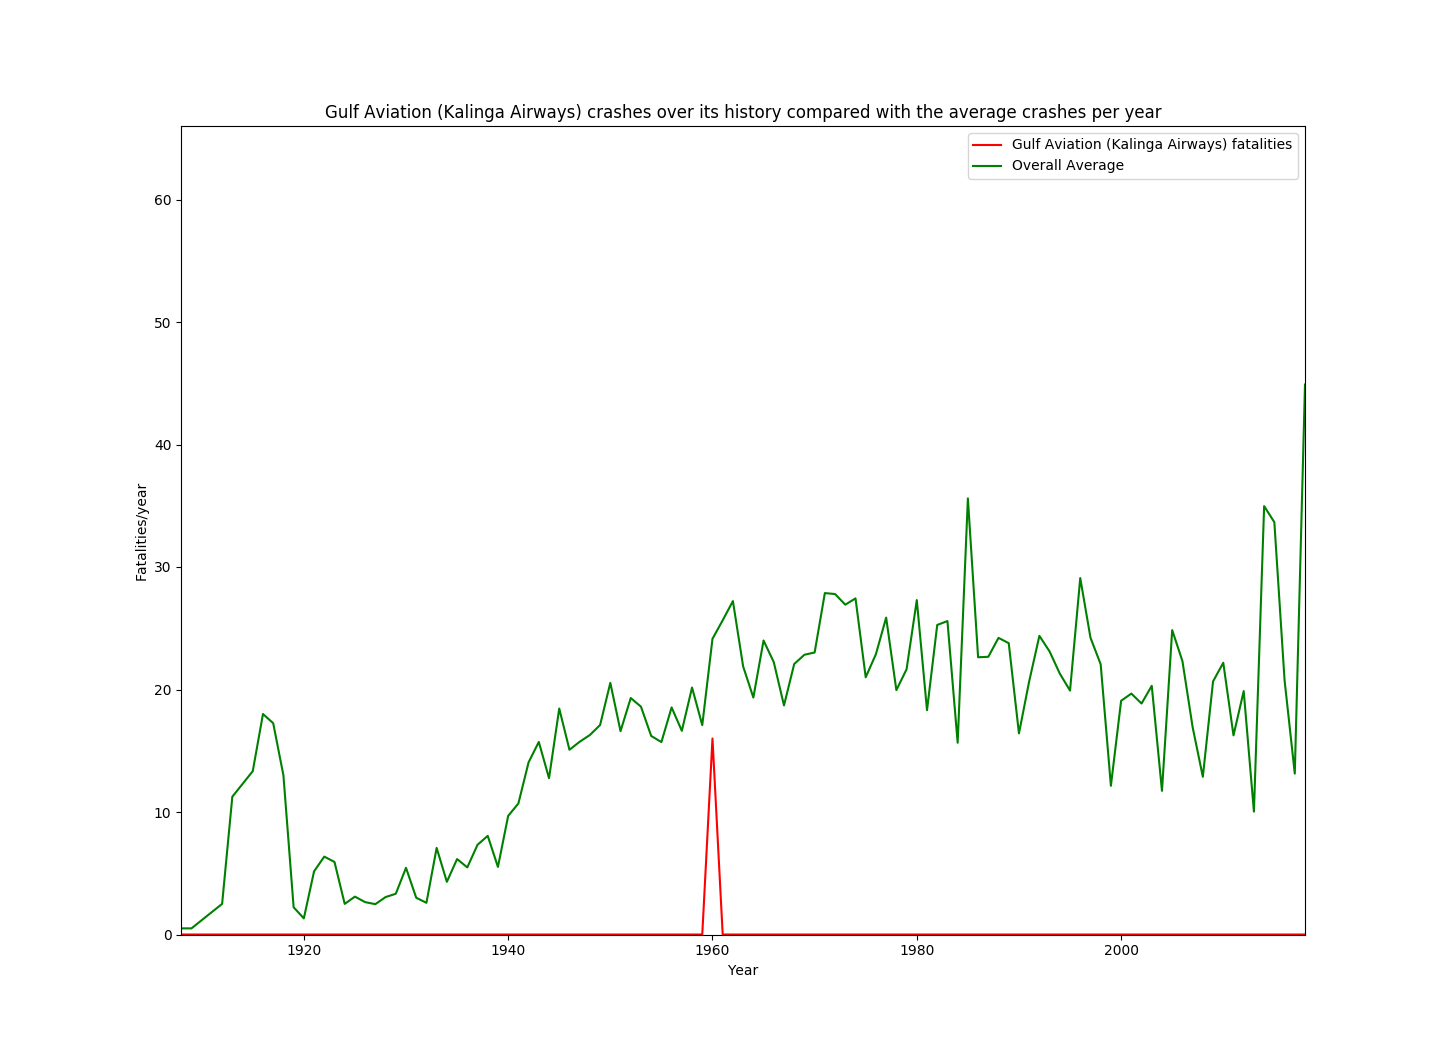 Gulf Aviation (Kalinga Airways) crashes over its history compared with the average crashes per year
Gulf Aviation (Kalinga Airways) fatalities
Overall Average
60
50
40
30
20
10
0
Fatalities/year
1920 1940 1960 1980 2000
Year